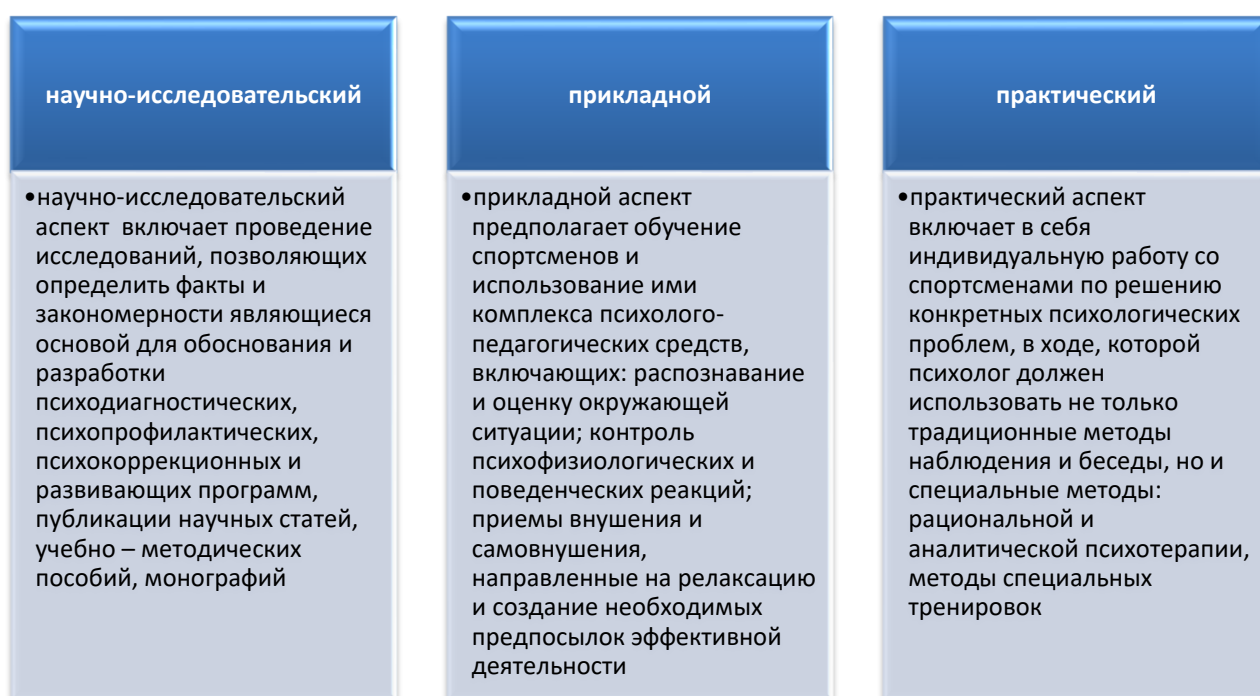 научно-исследовательский
•научно-исследовательский
аспект  включает проведение
исследований, позволяющих
определить факты и
закономерности являющиеся
основой для обоснования и
разработки
психодиагностических,
психопрофилактических,
психокоррекционных и
развивающих программ,
публикации научных статей,
учебно – методических
пособий, монографий
прикладной
•прикладной аспект
предполагает обучение
спортсменов и
использование ими
комплекса психолого-
педагогических средств,
включающих: распознавание
и оценку окружающей
ситуации; контроль
психофизиологических и
поведенческих реакций;
приемы внушения и
самовнушения,
направленные на релаксацию
и создание необходимых
предпосылок эффективной
деятельности
практический
•практический аспект
включает в себя
индивидуальную работу со
спортсменами по решению
конкретных психологических
проблем, в ходе, которой
психолог должен
использовать не только
традиционные методы
наблюдения и беседы, но и
специальные методы:
рациональной и
аналитической психотерапии,
методы специальных
тренировок